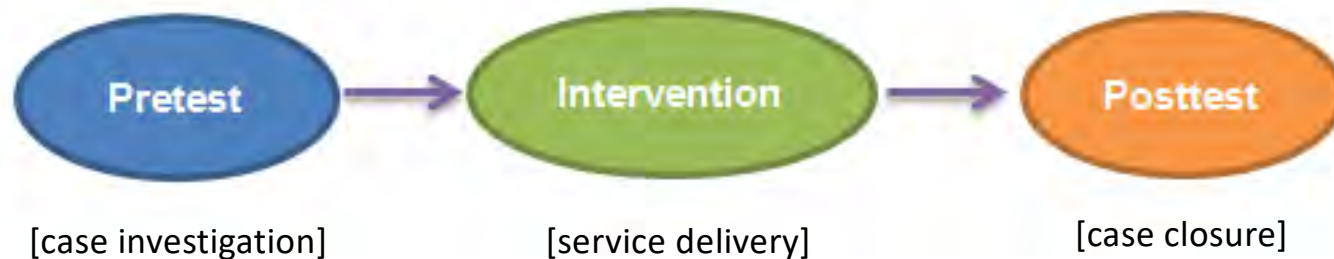 Pretest
Intervention
Posttest
[case investigation]
[service delivery]
[case closure]